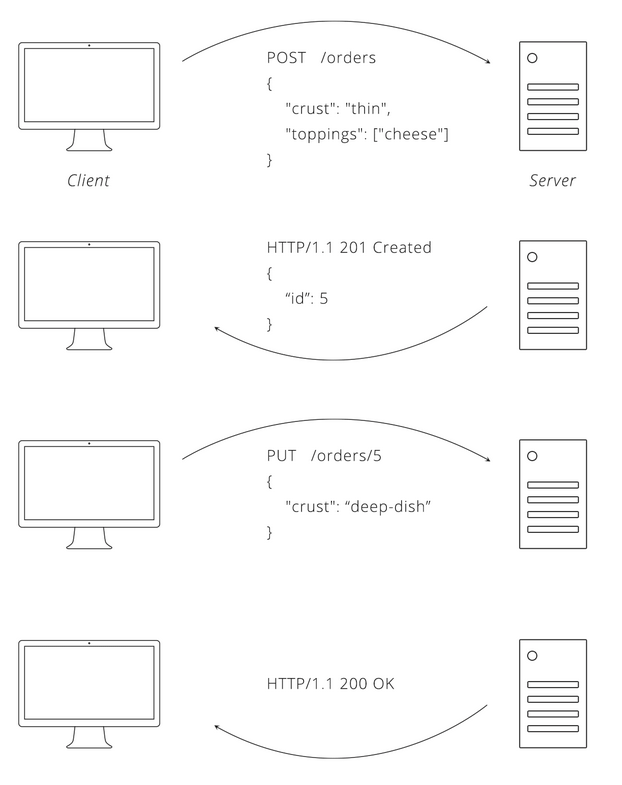 POST /orders
{
"crust": "thin",
"toppings": ["cheese"]
}
Client
Server
HTTP/1.1 201 Created
{
“id”: 5
}
PUT /orders/5
{
"crust": “deep-dish”
}
HTTP/1.1 200 OK